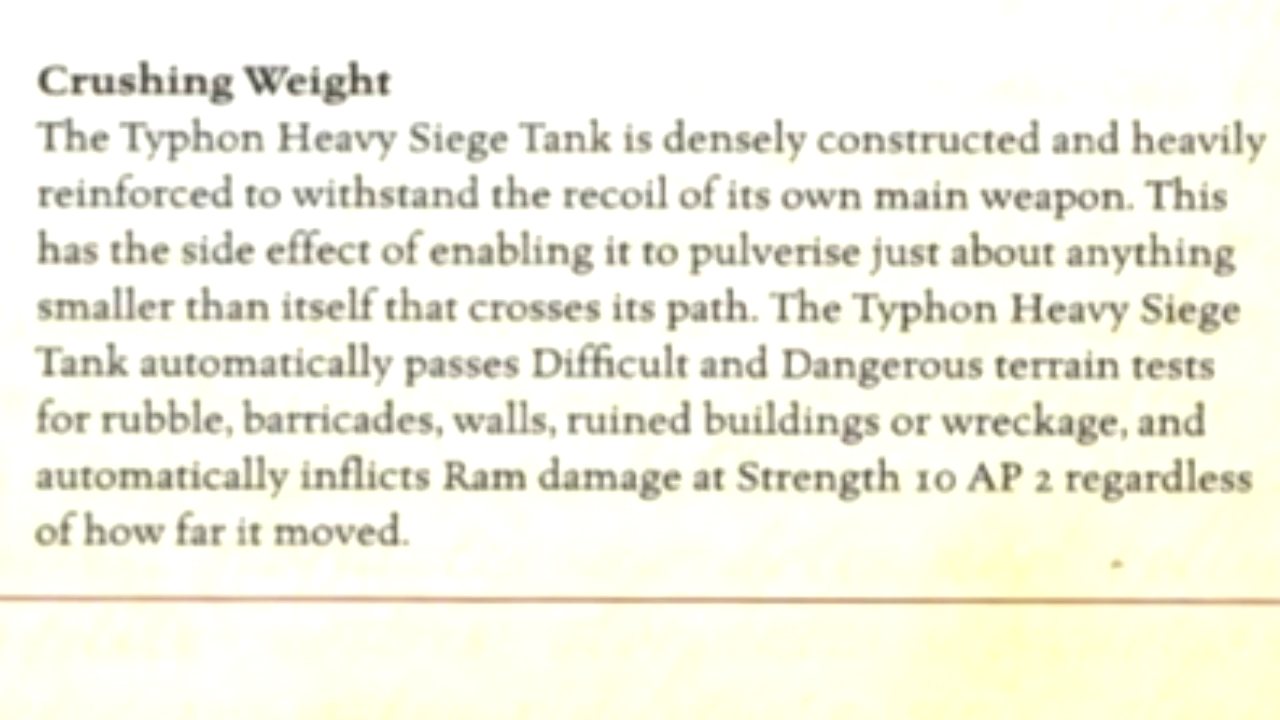 Crushing Weight
The Typhon Heavy Siege Tank is densely constructed and heavily
reinforced to withstand the recoil of its own main weapon. This
has the side effect of enabling it to pulverise just about anything
smaller than itself that crosses its path. The Typhon Heavy Siege
Tank automatically passes Difficult and Dangerous terrain tests
for rubble, barricades, walls, ruined buildings or wreckage, and
automatically inflicts Ram damage at Strength 10 AP 2 regardless
of how far it moved.